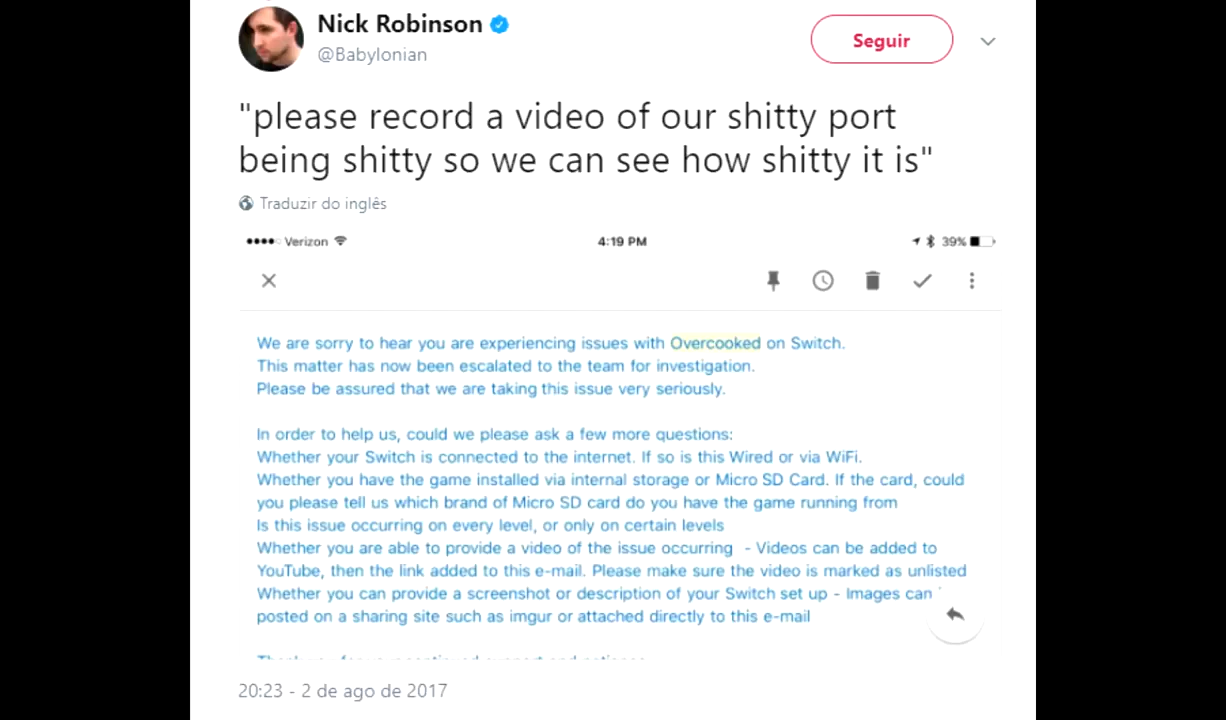 Nick Robinson
@Babylonian
Seguir
"please record a video of our shitty port
being shitty so we can see how shitty it is"
Traduzir do inglês
Verizon
4:19 PM
39%
We are sorry to hear you are experiencing issues with Overcooked on Switch.
This matter has now been escalated to the team for investigation.
Please be assured that we are taking this issue very seriously.
In order to help us, could we please ask a few more questions:
Whether your Switch is connected to the internet. If so is this Wired or via WiFi.
Whether you have the game installed via internal storage or Micro SD Card. If the card, could
you please tell us which brand of Micro SD card do you have the game running from
Is this issue occurring on every level, or only on certain levels
Whether you are able to provide a video of the issue occurring - Videos can be added to
YouTube, then the link added to this e-mail. Please make sure the video is marked as unlisted
Whether you can provide a screenshot or description of your Switch set up - Images can
posted on a sharing site such as imgur or attached directly to this e-mail
20:23 - 2 de ago de 2017